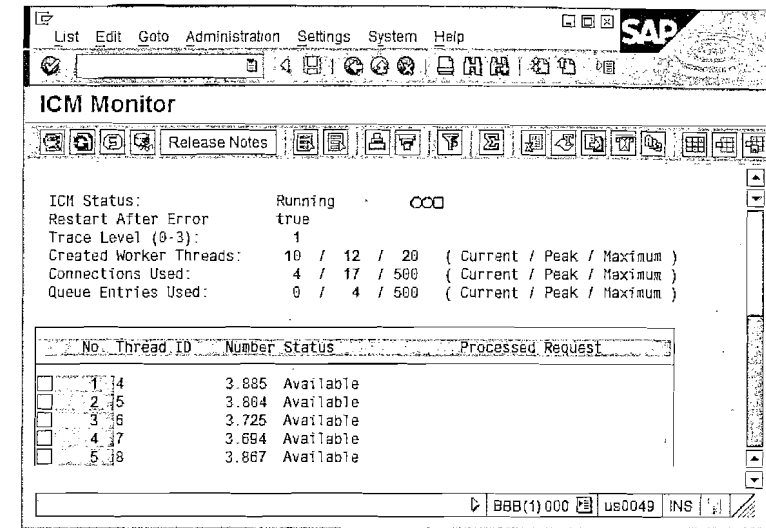 List Edit Goto Administration Settings System Help
SAP
ICM Monitor
Release Notes
ICM Status: Running
Restart After Error true
Trace Level (0-3): 1
Created Worker Threads: 10 / 12 / 20 ( Current / Peak / Maximum )
Connections Used: 4 / 17 / 500 ( Current / Peak / Maximum )
Queue Entries Used: 0 / 4 / 500 ( Current / Peak / Maximum )
No. Thread ID Number Status Processed Request
1 4 3.885 Available
2 5 3.804 Available
3 6 3.725 Available
4 7 3.694 Available
5 8 3.867 Available
BBB(1) 000 us0049 INS